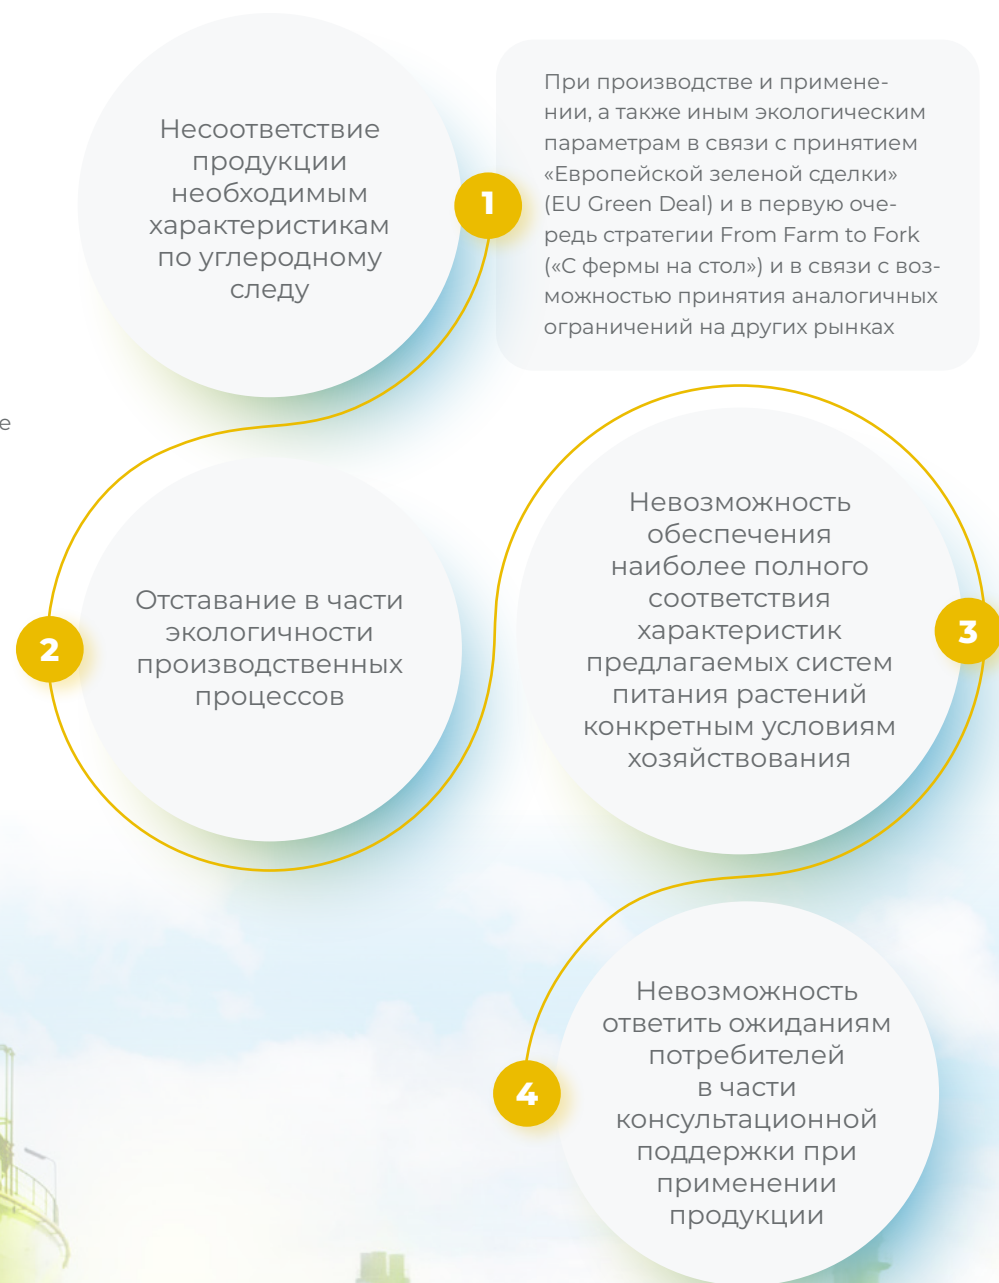 Несоответствие
продукции
необходимым
характеристикам
по углеродному
следу
1
При производстве и примене-
нии, а также иным экологическим
параметрам в связи с принятием
«Европейской зеленой сделки»
(EU Green Deal) и в первую оче-
редь стратегии From Farm to Fork
(«С фермы на стол») и в связи с воз-
можностью принятия аналогичных
ограничений на других рынках
е
2
Отставание в части
экологичности
производственных
процессов
Невозможность
обеспечения
наиболее полного
соответствия
характеристик
предлагаемых систем
питания растений
конкретным условиям
хозяйствования
3
4
Невозможность
ответить ожиданиям
потребителей
в части
консультационной
поддержки при
применении
продукции